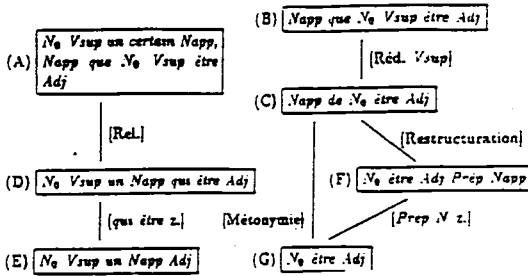 (B) Napp que N₀ Vsup être Adj
(A) N₀ Vsup un certain Napp,
Napp que N₀ Vsup être
Adj
[Réd. Vsup]
(C) Napp de N₀ être Adj
[Rel.]
[Restructuration]
(D) N₀ Vsup un Napp qui être Adj
(F) N₀ être Adj Prép Napp
[qui être z.]
[Métonymie]
[Prep N z.]
(E) N₀ Vsup un Napp Adj
(G) N₀ être Adj